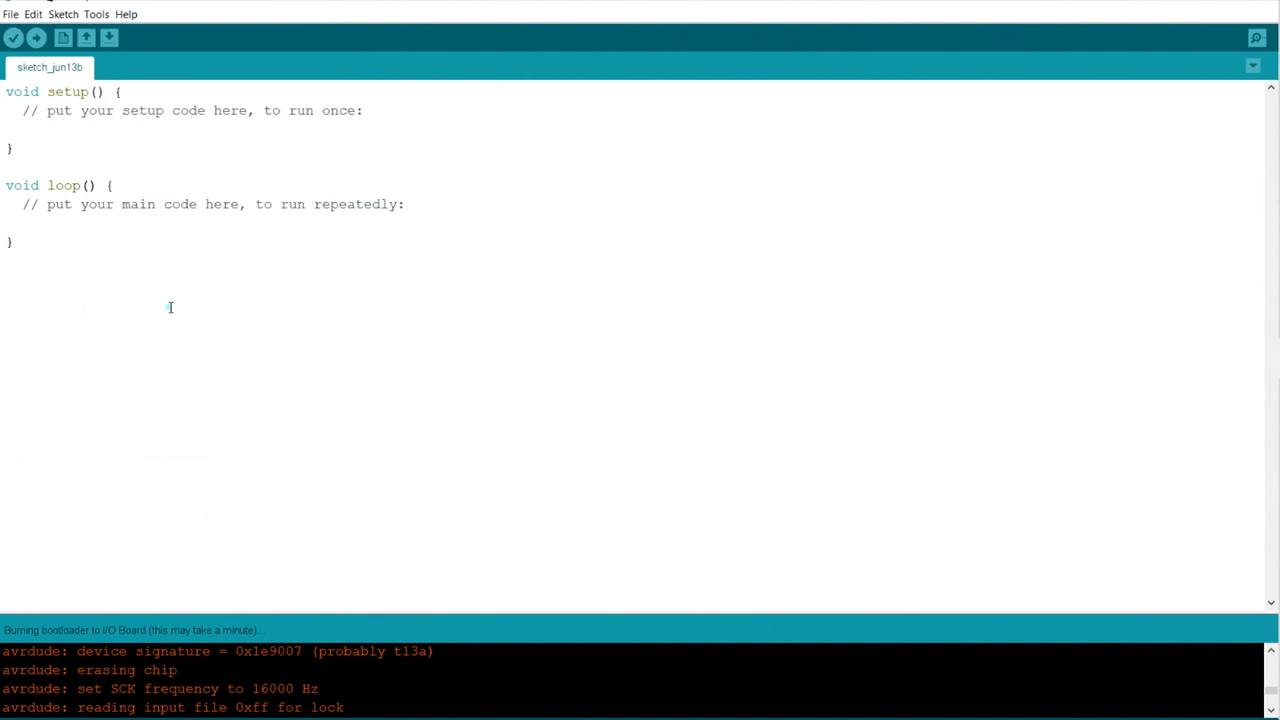 File Edit Sketch Tools Help
sketch_jun13b
void setup() {
  // put your setup code here, to run once:
}
void loop() {
  // put your main code here, to run repeatedly:
}
Burning bootloader to I/O Board (this may take a minute)...
avrdude: device signature = 0x1e9007 (probably t13a)
avrdude: erasing chip
avrdude: set SCK frequency to 16000 Hz
avrdude: reading input file 0xff for lock